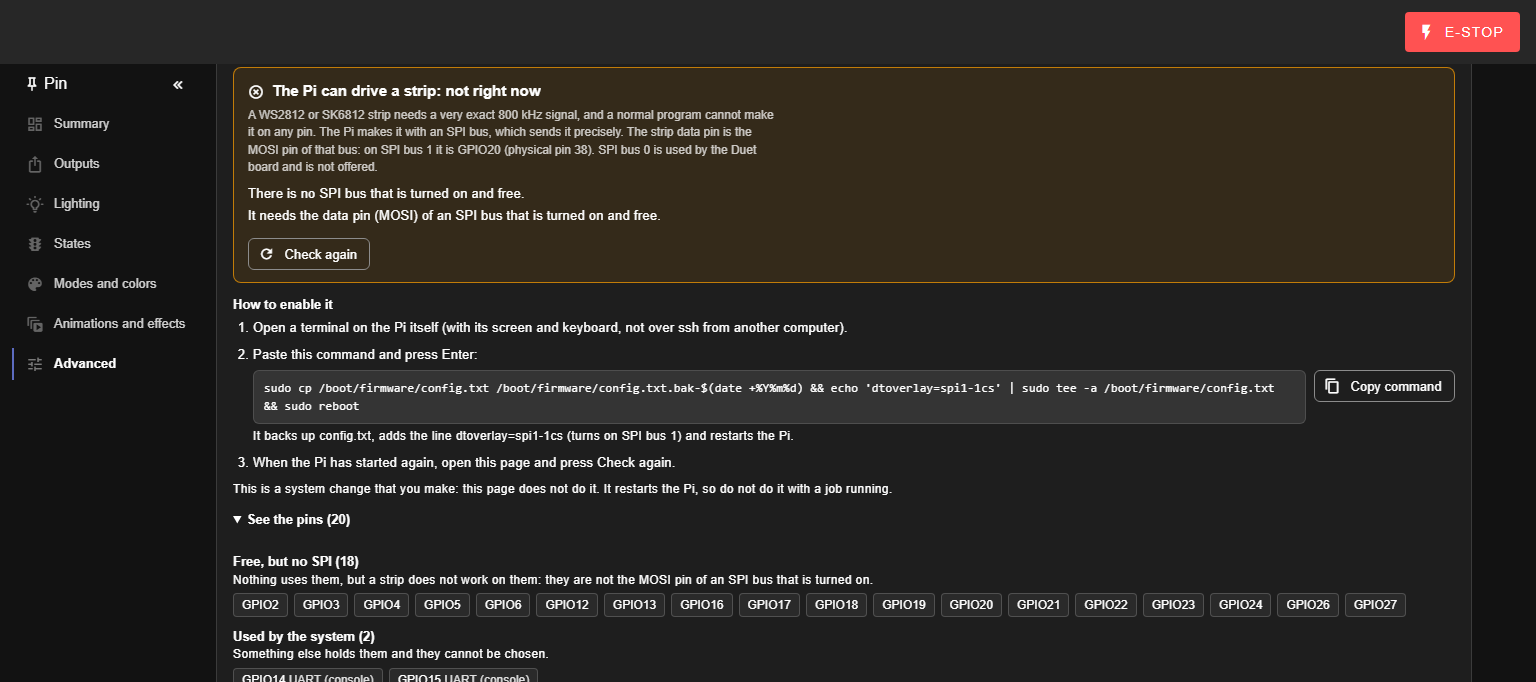 E-STOP
Pin
Summary
Outputs
Lighting
States
Modes and colors
Animations and effects
Advanced
The Pi can drive a strip: not right now
A WS2812 or SK6812 strip needs a very exact 800 kHz signal, and a normal program cannot make
it on any pin. The Pi makes it with an SPI bus, which sends it precisely. The strip data pin is the
MOSI pin of that bus: on SPI bus 1 it is GPIO20 (physical pin 38). SPI bus 0 is used by the Duet
board and is not offered.
There is no SPI bus that is turned on and free.
It needs the data pin (MOSI) of an SPI bus that is turned on and free.
Check again
How to enable it
1. Open a terminal on the Pi itself (with its screen and keyboard, not over ssh from another computer).
2. Paste this command and press Enter:
sudo cp /boot/firmware/config.txt /boot/firmware/config.txt.bak-$(date +%Y%m%d) && echo 'dtoverlay=spi1-1cs' | sudo tee -a /boot/firmware/config.txt
&& sudo reboot
Copy command
It backs up config.txt, adds the line dtoverlay=spi1-1cs (turns on SPI bus 1) and restarts the Pi.
3. When the Pi has started again, open this page and press Check again.
This is a system change that you make: this page does not do it. It restarts the Pi, so do not do it with a job running.
▼ See the pins (20)
Free, but no SPI (18)
Nothing uses them, but a strip does not work on them: they are not the MOSI pin of an SPI bus that is turned on.
GPIO2 GPIO3 GPIO4 GPIO5 GPIO6 GPIO12 GPIO13 GPIO16 GPIO17 GPIO18 GPIO19 GPIO20 GPIO21 GPIO22 GPIO23 GPIO24 GPIO26 GPIO27
Used by the system (2)
Something else holds them and they cannot be chosen.
GPIO14 UART (console) GPIO15 UART (console)